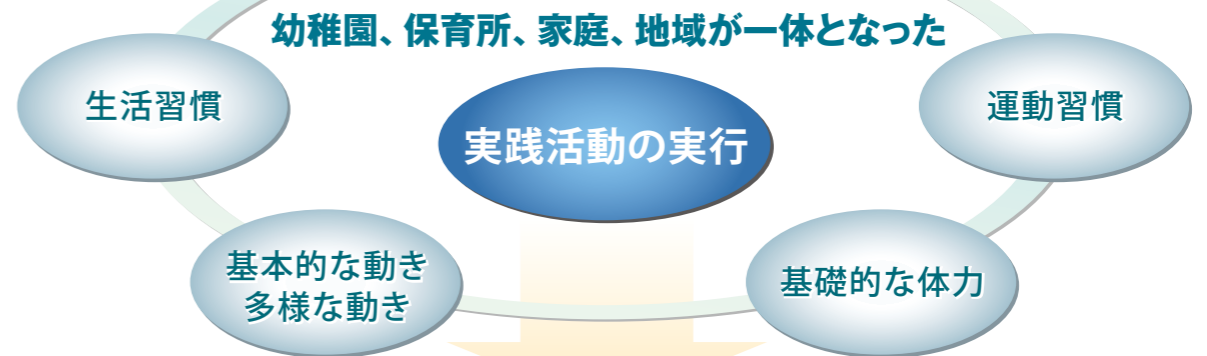 幼稚園、保育所、家庭、地域が一体となった
生活習慣
実践活動の実行
運動習慣
基本的な動き
多様な動き
基礎的な体力